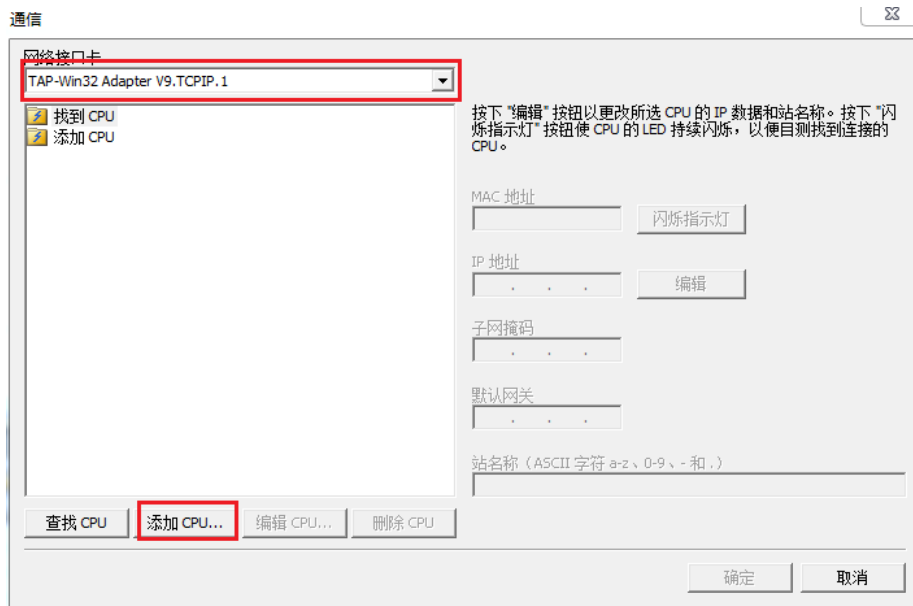 通信
网络接口卡
TAP-Win32 Adapter V9.TCPIP.1
找到 CPU
添加 CPU
按下 "编辑" 按钮以更改所选 CPU 的 IP 数据和站名称。按下 "闪
烁指示灯" 按钮使 CPU 的 LED 持续闪烁，以便目测找到连接的
CPU。
MAC 地址
闪烁指示灯
IP 地址
编辑
子网掩码
默认网关
站名称（ASCII 字符 a-z、0-9、- 和 .）
查找 CPU
添加 CPU...
编辑 CPU...
删除 CPU
确定
取消